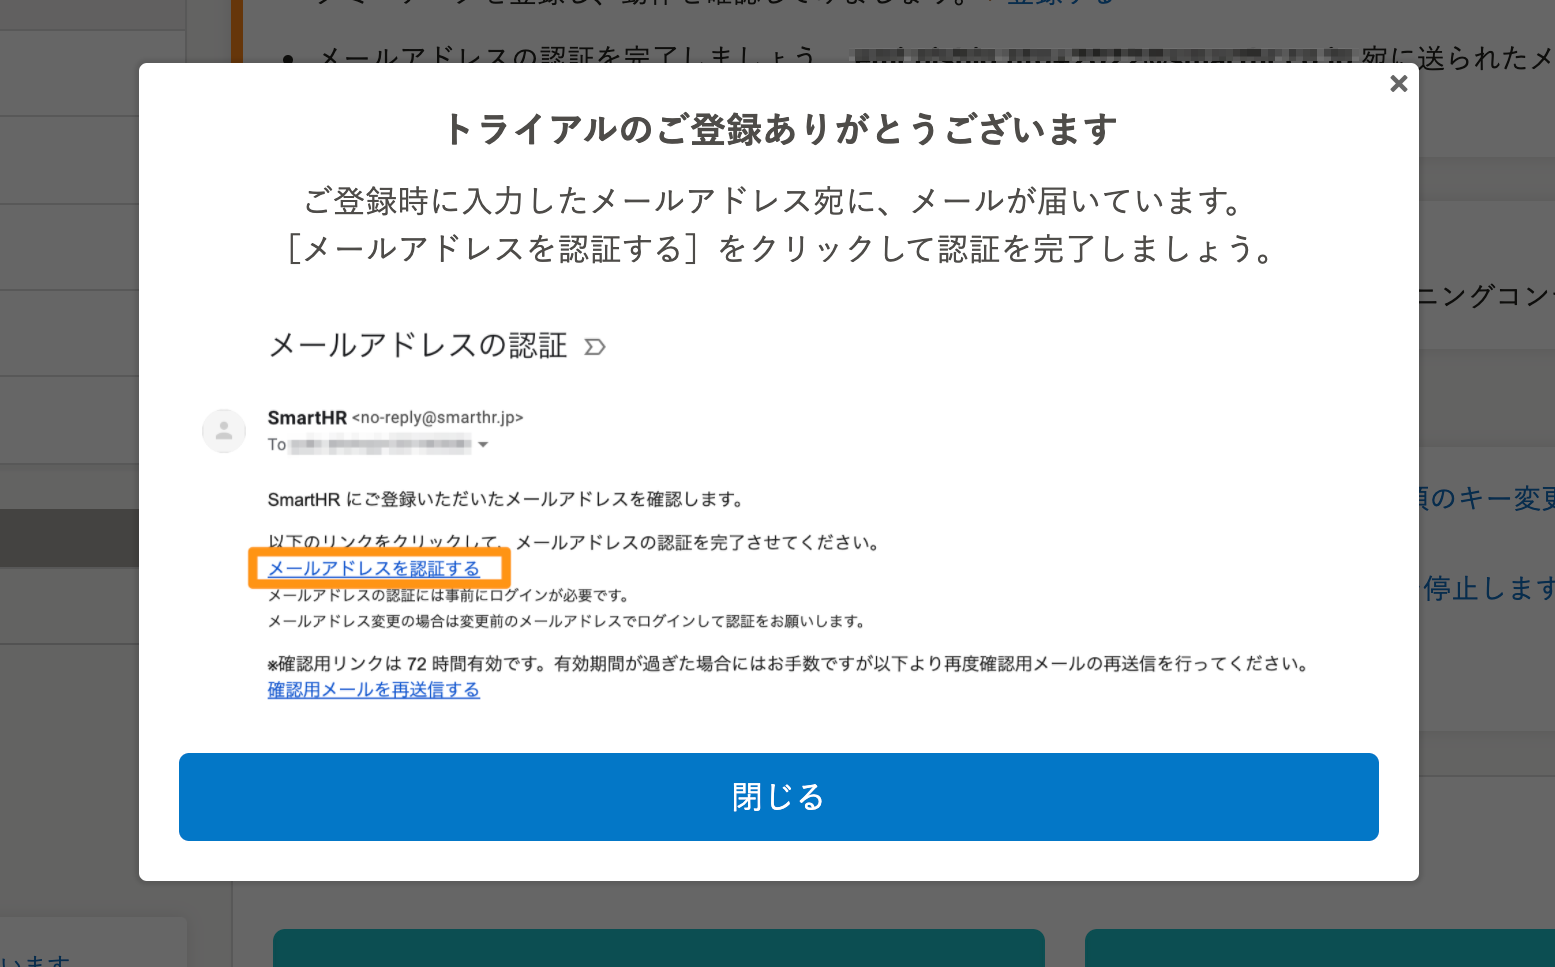 登録する
メールアドレスの認証を完了しましょう
宛に送られたメ
トライアルのご登録ありがとうございます
ご登録時に入力したメールアドレス宛に、メールが届いています。
［メールアドレスを認証する］をクリックして認証を完了しましょう。
ニングコン
メールアドレスの認証
SmartHR <no-reply@smarthr.jp>
To
SmartHR にご登録いただいたメールアドレスを確認します。
のキー変更
以下のリンクをクリックして、メールアドレスの認証を完了させてください。
メールアドレスを認証する
停止します
メールアドレスの認証には事前にログインが必要です。
メールアドレス変更の場合は変更前のメールアドレスでログインして認証をお願いします。
※確認用リンクは 72 時間有効です。有効期間が過ぎた場合にはお手数ですが以下より再度確認用メールの再送信を行ってください。
確認用メールを再送信する
閉じる
います